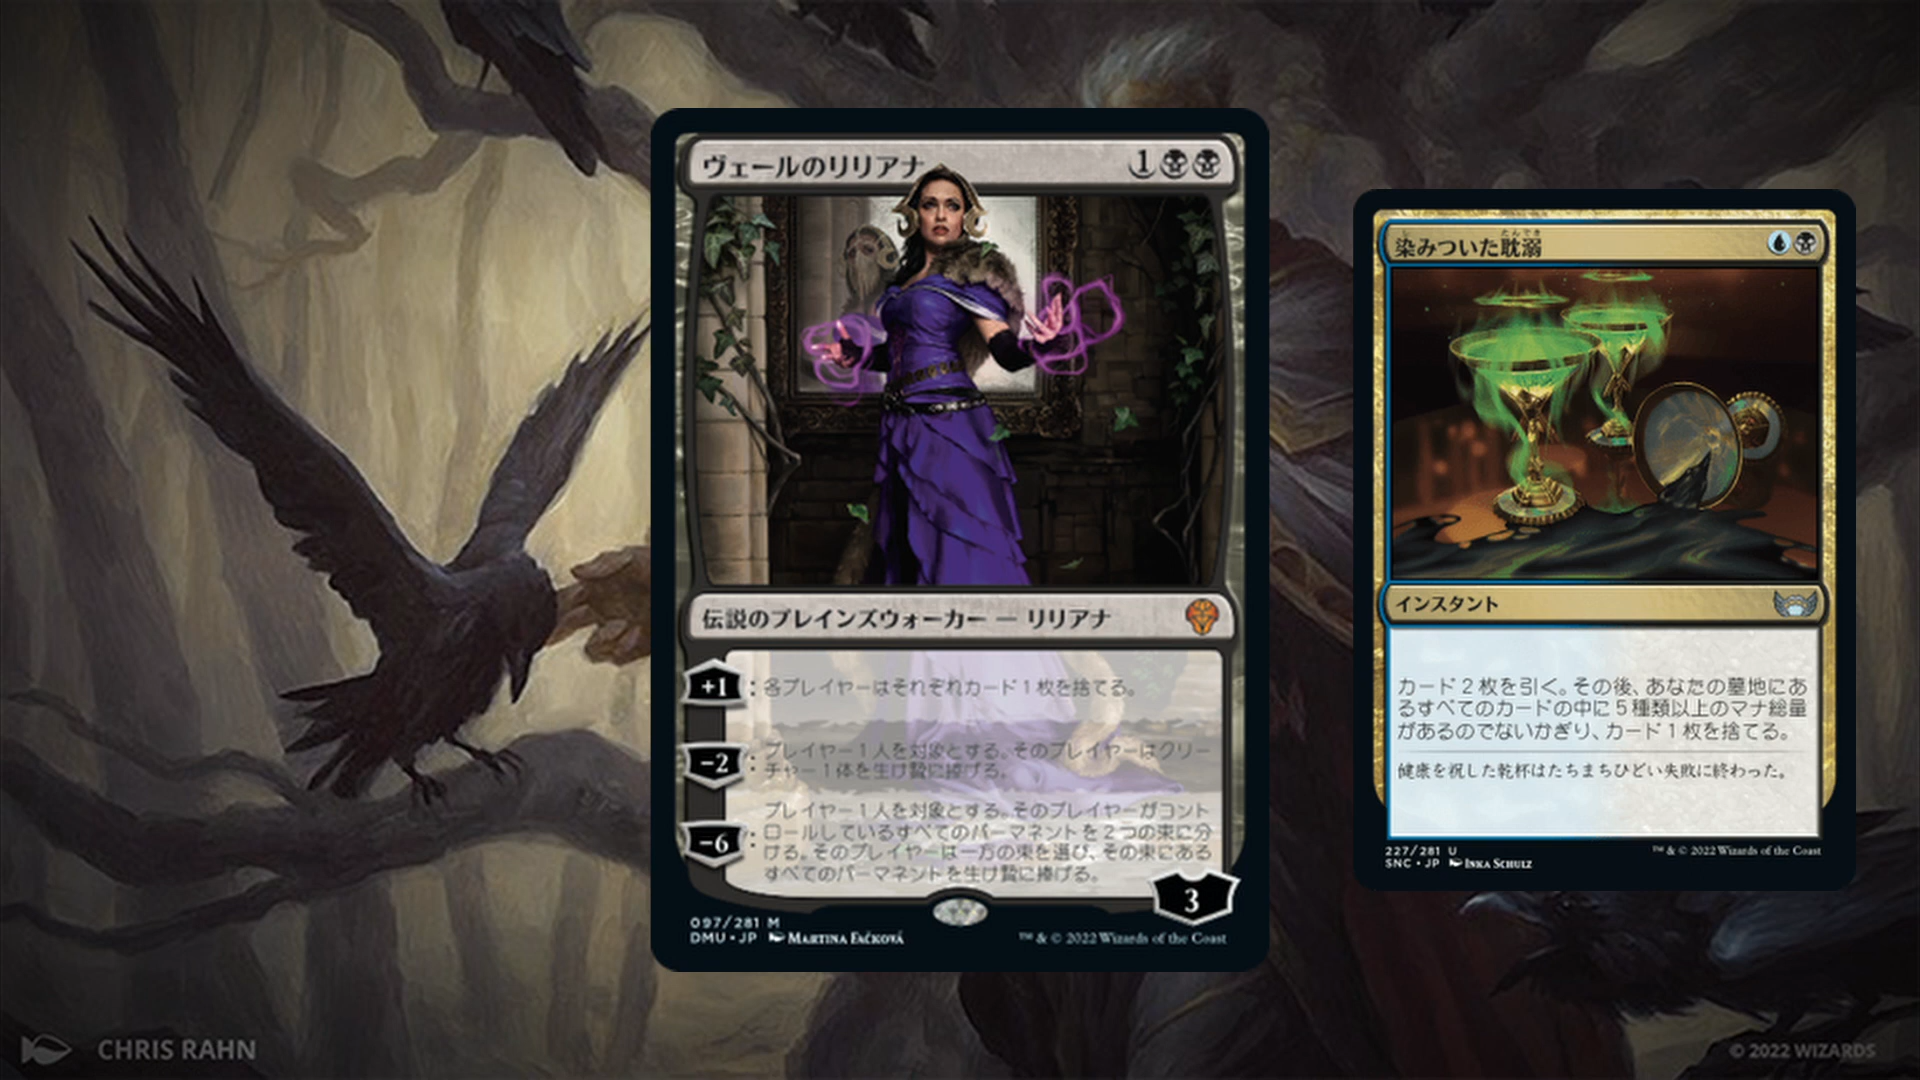 ヴェールのリリアナ 1
伝説のプレインズウォーカー — リリアナ
+1 : 各プレイヤーはそれぞれカード1枚を捨てる。
-2 : プレイヤー1人を対象とする。そのプレイヤーはクリー
チャー1体を生け贄に捧げる。
-6 : プレイヤー1人を対象とする。そのプレイヤーがコント
ロールしているすべてのパーマネントを2つの束に分
ける。そのプレイヤーは一方の束を選び、その束にある
すべてのパーマネントを生け贄に捧げる。
3
097/281 M
DMU • JP MARTINA FAČKOVÁ
™ & © 2022 Wizards of the Coast
染みついた耽溺
インスタント
カード2枚を引く。その後、あなたの墓地にあ
るすべてのカードの中に5種類以上のマナ総量
があるのでないかぎり、カード1枚を捨てる。
健康を祝した乾杯はたちまちひどい失敗に終わった。
227/281 U
SNC • JP INKA SCHULZ
™ & © 2022 Wizards of the Coast
CHRIS RAHN
© 2022 WIZARDS